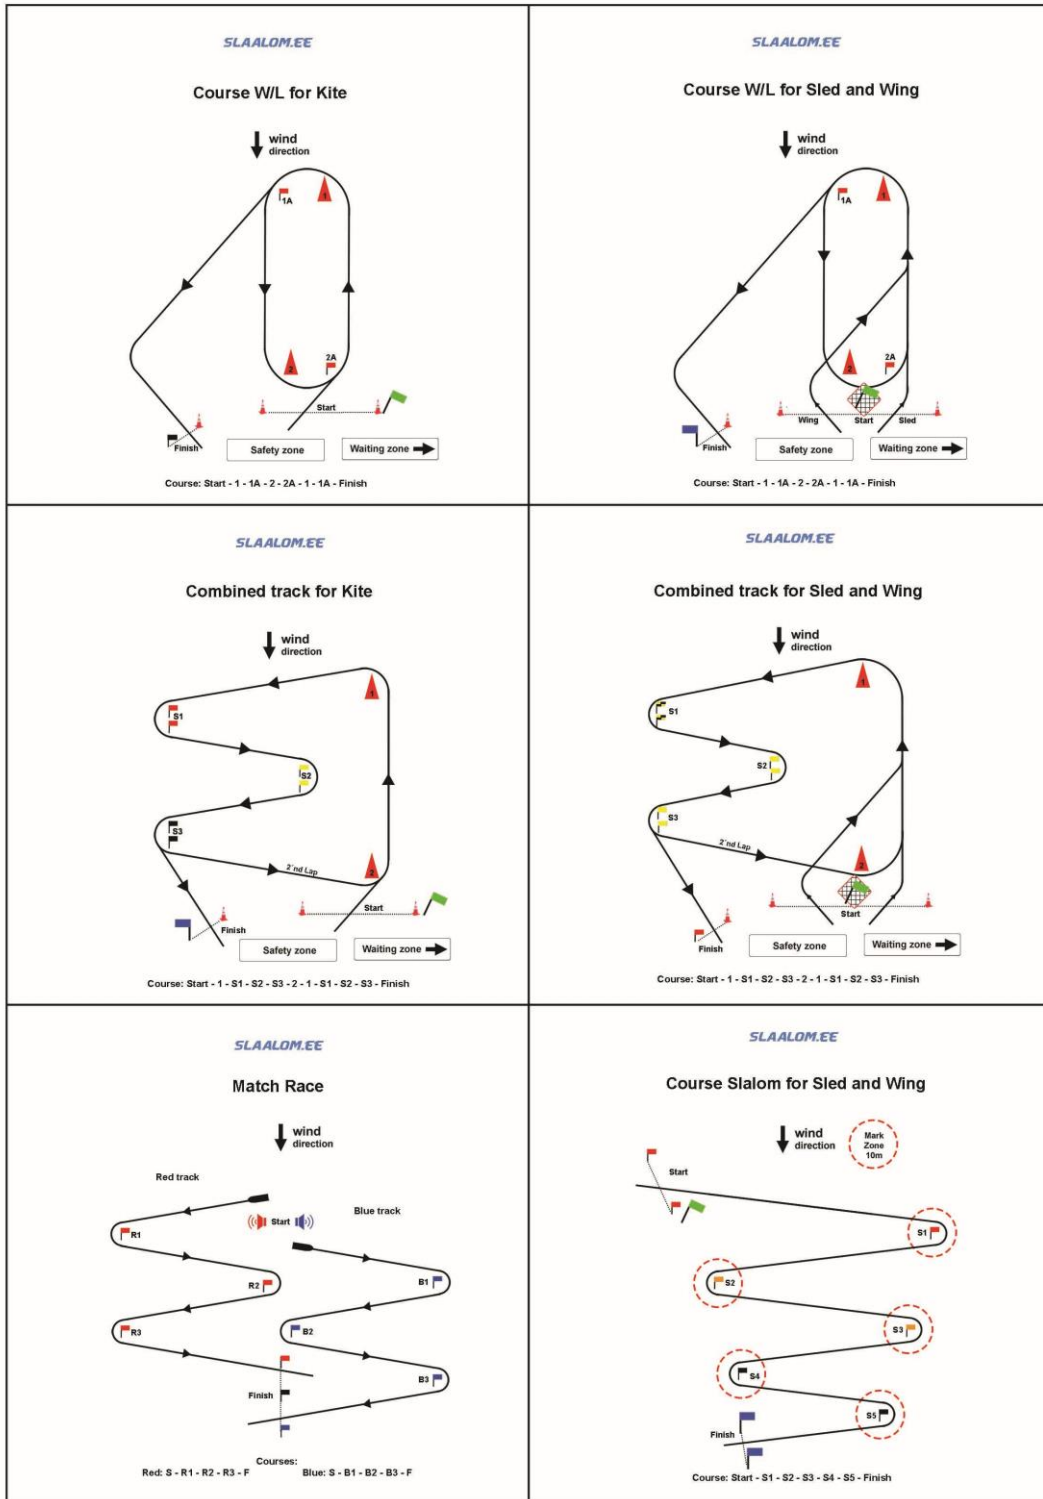 SLAALOM.EE
Course W/L for Kite
wind
direction
1A
1
2
2A
Start
Finish
Safety zone
Waiting zone
Course: Start - 1 - 1A - 2 - 2A - 1 - 1A - Finish
SLAALOM.EE
Course W/L for Sled and Wing
wind
direction
1A
1
2
2A
Wing
Start
Sled
Finish
Safety zone
Waiting zone
Course: Start - 1 - 1A - 2 - 2A - 1 - 1A - Finish
SLAALOM.EE
Combined track for Kite
wind
direction
1
S1
S2
S3
2´nd Lap
2
Start
Finish
Safety zone
Waiting zone
Course: Start - 1 - S1 - S2 - S3 - 2 - 1 - S1 - S2 - S3 - Finish
SLAALOM.EE
Combined track for Sled and Wing
wind
direction
1
S1
S2
S3
2´nd Lap
2
Start
Finish
Safety zone
Waiting zone
Course: Start - 1 - S1 - S2 - S3 - 2 - 1 - S1 - S2 - S3 - Finish
SLAALOM.EE
Match Race
wind
direction
Red track
Blue track
Start
R1
R2
B1
R3
B2
B3
Finish
Courses:
Red: S - R1 - R2 - R3 - F
Blue: S - B1 - B2 - B3 - F
SLAALOM.EE
Course Slalom for Sled and Wing
wind
direction
Mark
Zone
10m
Start
S1
S2
S3
S4
S5
Finish
Course: Start - S1 - S2 - S3 - S4 - S5 - Finish